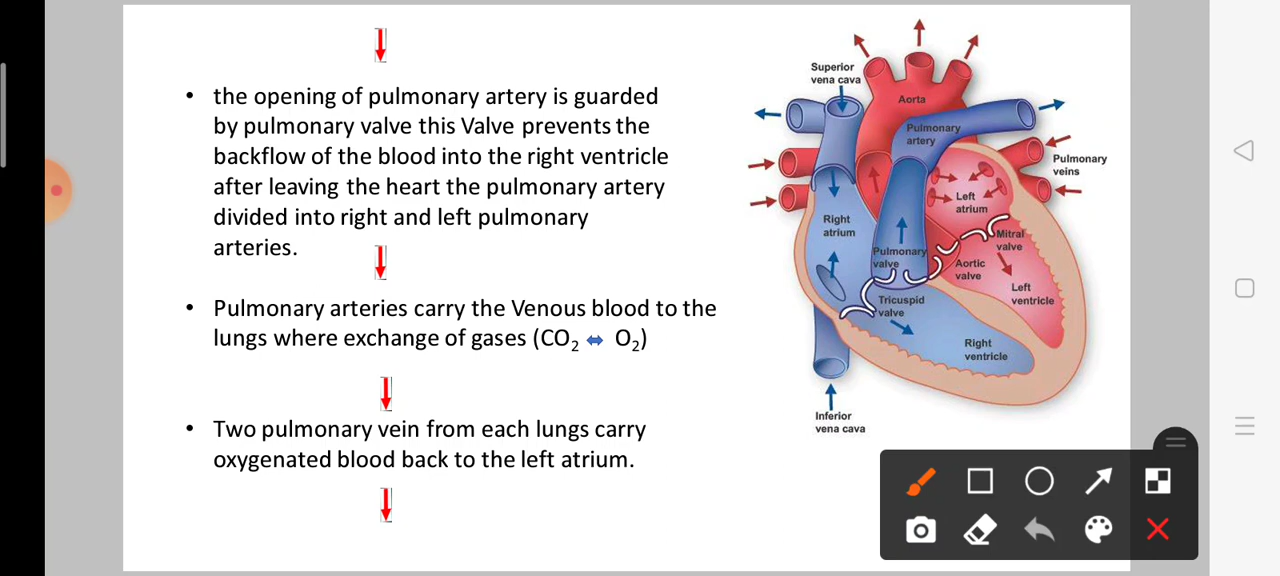 • the opening of pulmonary artery is guarded
by pulmonary valve this Valve prevents the
backflow of the blood into the right ventricle
after leaving the heart the pulmonary artery
divided into right and left pulmonary
arteries.
• Pulmonary arteries carry the Venous blood to the
lungs where exchange of gases (CO₂ ⇔ O₂)
• Two pulmonary vein from each lungs carry
oxygenated blood back to the left atrium.
Superior
vena cava
Aorta
Pulmonary
artery
Pulmonary
veins
Left
atrium
Right
atrium
Mitral
valve
Pulmonary
valve
Aortic
valve
Left
ventricle
Tricuspid
valve
Right
ventricle
Inferior
vena cava